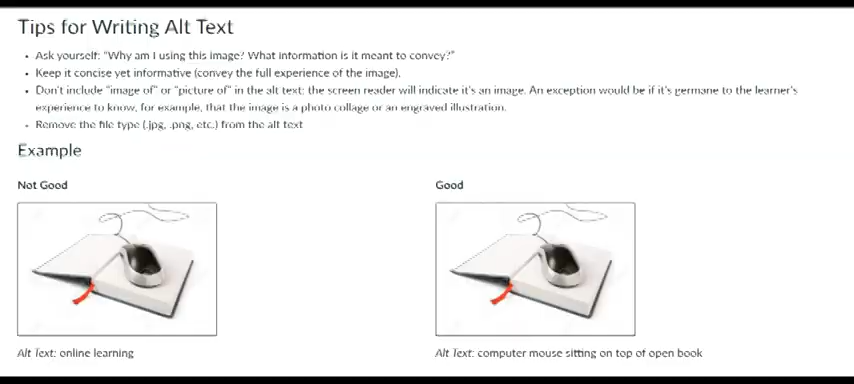 Tips for Writing Alt Text
• Ask yourself: "Why am I using this image? What information is it meant to convey?"
• Keep it concise yet informative (convey the full experience of the image).
• Don't include "image of" or "picture of" in the alt text; the screen reader will indicate it's an image. An exception would be if it's germane to the learner's
experience to know, for example, that the image is a photo collage or an engraved illustration.
• Remove the file type (.jpg, .png, etc.) from the alt text
Example
Not Good
Good
Alt Text: online learning
Alt Text: computer mouse sitting on top of open book